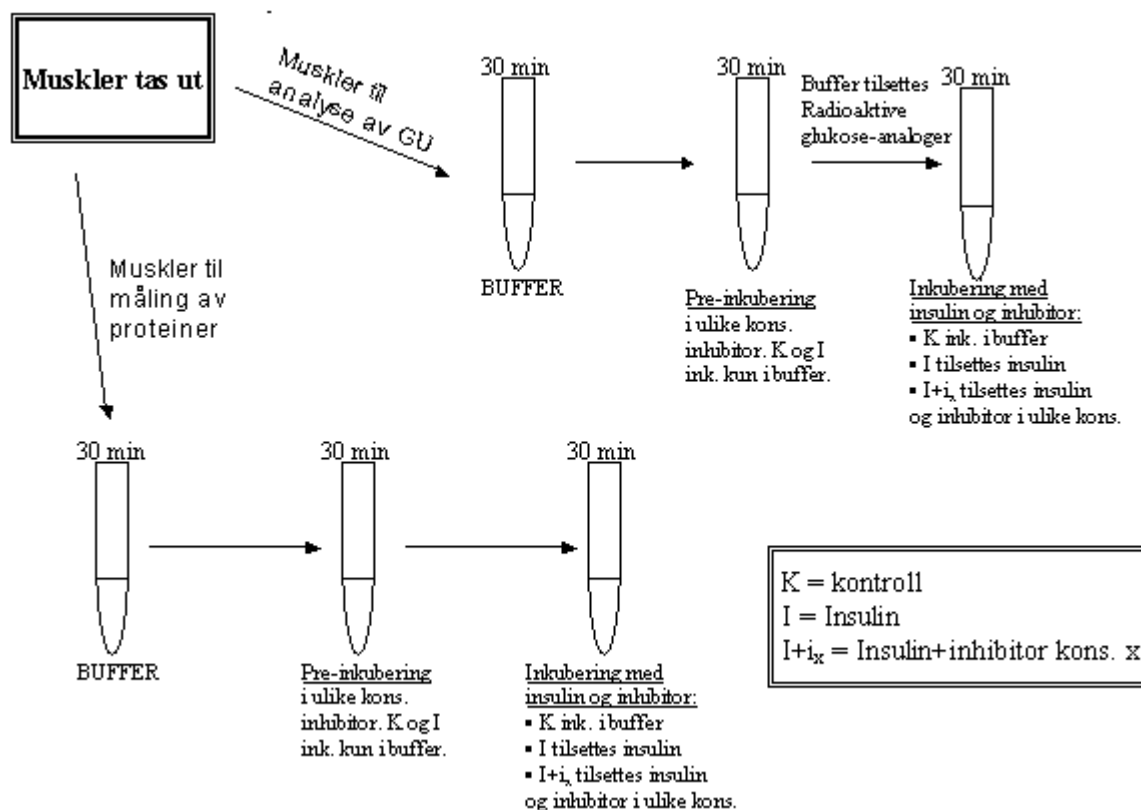 Muskler tas ut
Muskler til
analyse av GU
30 min
BUFFER
30 min
Pre-inkubering
i ulike kons.
inhibitor. K og I
ink. kun i buffer.
Buffer tilsettes
Radioaktive
glukose-analoger
30 min
Inkubering med
insulin og inhibitor:
▪ K ink. i buffer
▪ I tilsettes insulin
▪ I+iₓ tilsettes insulin
og inhibitor i ulike kons.
Muskler til
måling av
proteiner
30 min
BUFFER
30 min
Pre-inkubering
i ulike kons.
inhibitor. K og I
ink. kun i buffer.
30 min
Inkubering med
insulin og inhibitor:
▪ K ink. i buffer
▪ I tilsettes insulin
▪ I+iₓ tilsettes insulin
og inhibitor i ulike kons.
K = kontroll
I = Insulin
I+iₓ = Insulin+inhibitor kons. x